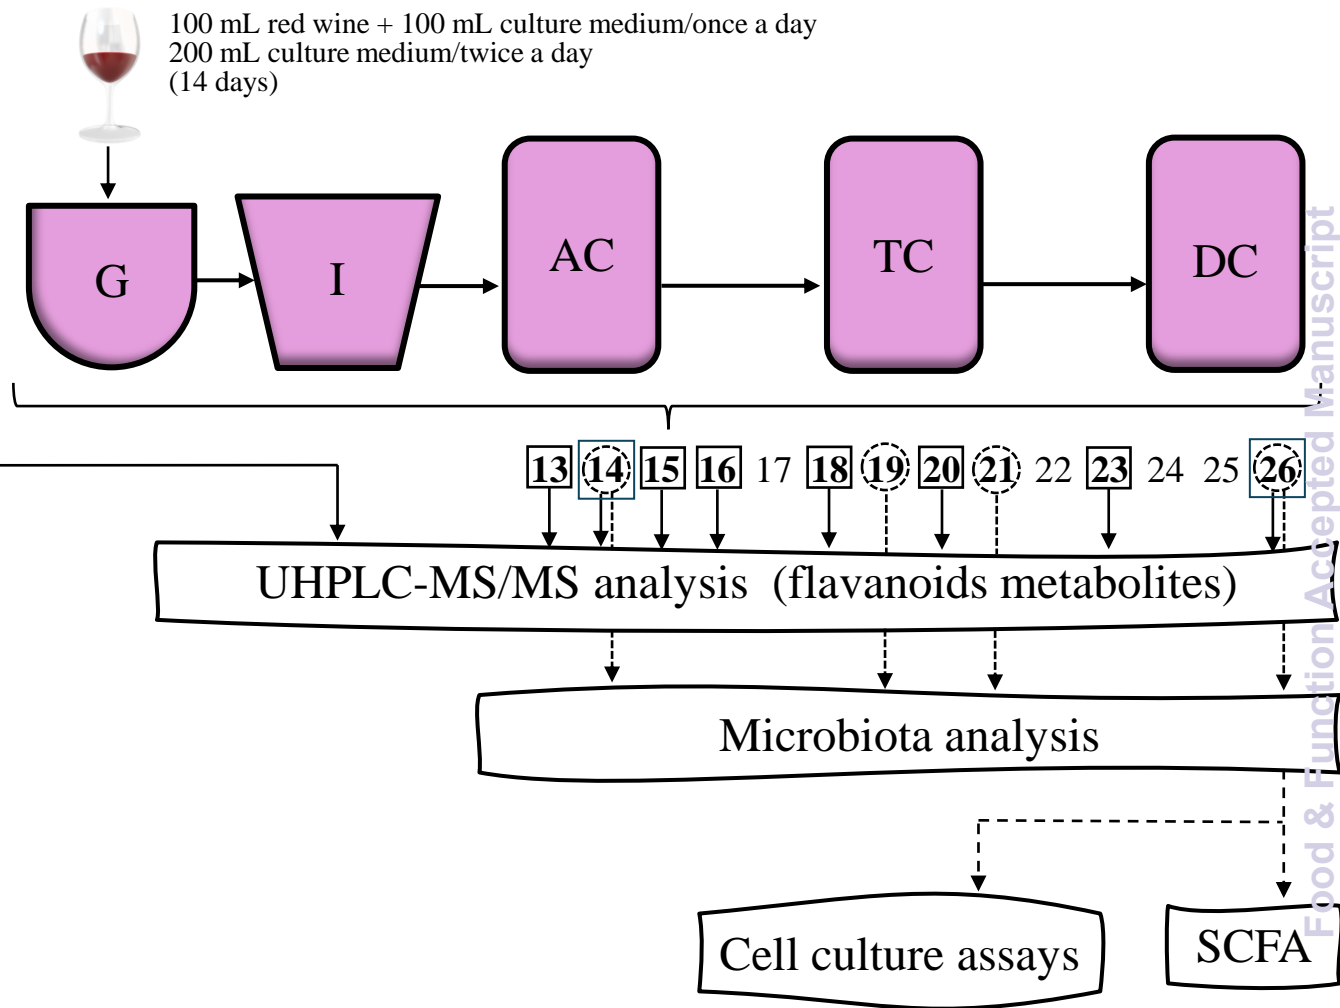 100 mL red wine + 100 mL culture medium/once a day
200 mL culture medium/twice a day
(14 days)
G
I
AC
TC
DC
13 14 15 16 17 18 19 20 21 22 23 24 25 26
UHPLC-MS/MS analysis (flavanoids metabolites)
Microbiota analysis
Cell culture assays
SCFA
Food & Function Accepted Manuscript